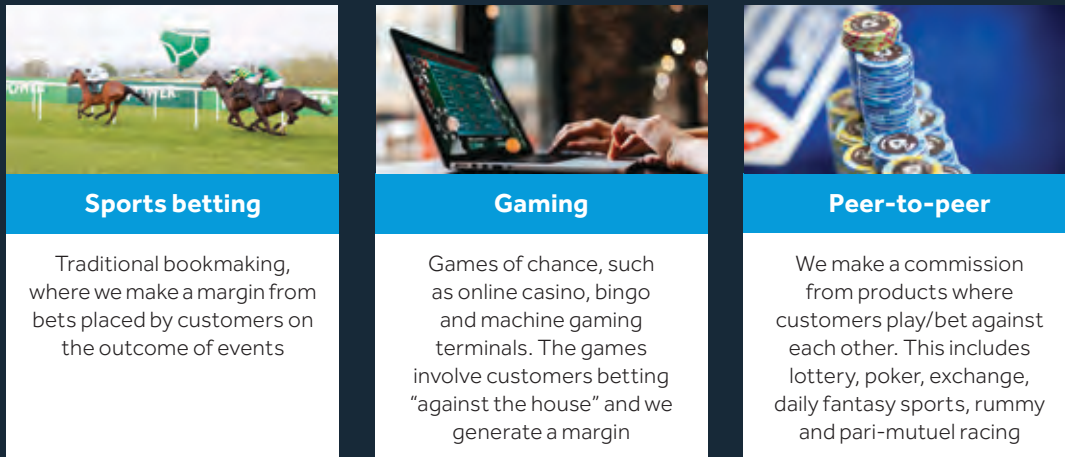 Sports betting
Traditional bookmaking,
where we make a margin from
bets placed by customers on
the outcome of events
Gaming
Games of chance, such
as online casino, bingo
and machine gaming
terminals. The games
involve customers betting
“against the house” and we
generate a margin
Peer-to-peer
We make a commission
from products where
customers play/bet against
each other. This includes
lottery, poker, exchange,
daily fantasy sports, rummy
and pari-mutuel racing